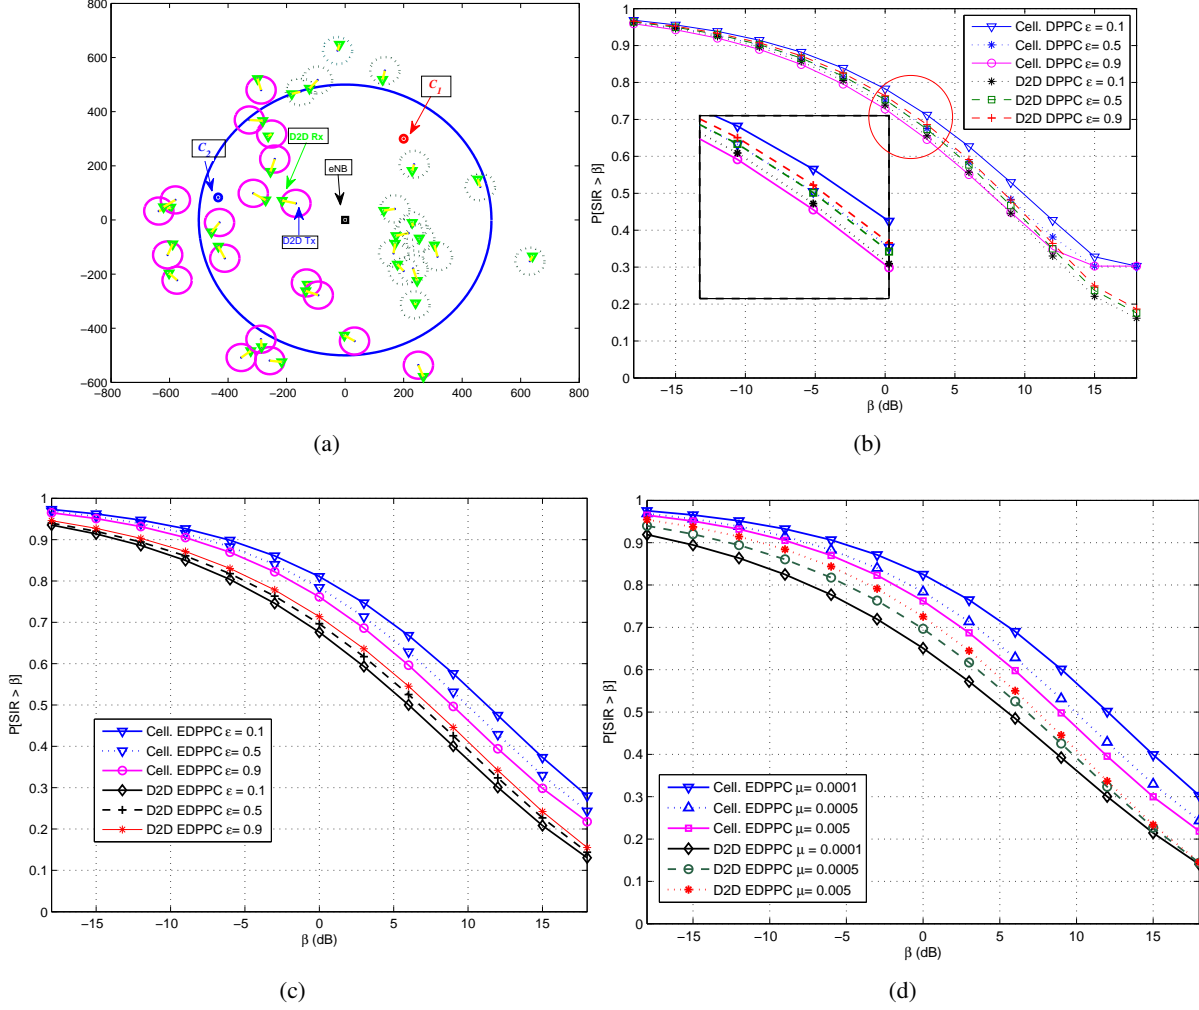 800
600
400
200
0
−200
−400
−600
−800
−600
−400
−200
0
200
400
600
800
C1
C2
D2D Rx
eNB
D2D Tx
(a)
1
0.9
0.8
0.7
0.6
0.5
0.4
0.3
0.2
0.1
0
P[SIR > β]
−15
−10
−5
0
5
10
15
18
β (dB)
Cell. DPPC ε = 0.1
Cell. DPPC ε = 0.5
Cell. DPPC ε = 0.9
D2D DPPC ε = 0.1
D2D DPPC ε = 0.5
D2D DPPC ε = 0.9
(b)
1
0.9
0.8
0.7
0.6
0.5
0.4
0.3
0.2
0.1
0
P[SIR > β]
−15
−10
−5
0
5
10
15
18
β (dB)
Cell. EDPPC ε = 0.1
Cell. EDPPC ε= 0.5
Cell. EDPPC ε= 0.9
D2D EDPPC ε = 0.1
D2D EDPPC ε= 0.5
D2D EDPPC ε= 0.9
(c)
1
0.9
0.8
0.7
0.6
0.5
0.4
0.3
0.2
0.1
0
P[SIR > β]
−15
−10
−5
0
5
10
15
18
β (dB)
Cell. EDPPC μ= 0.0001
Cell. EDPPC μ= 0.0005
Cell. EDPPC μ= 0.005
D2D EDPPC μ = 0.0001
D2D EDPPC μ = 0.0005
D2D EDPPC μ = 0.005
(d)